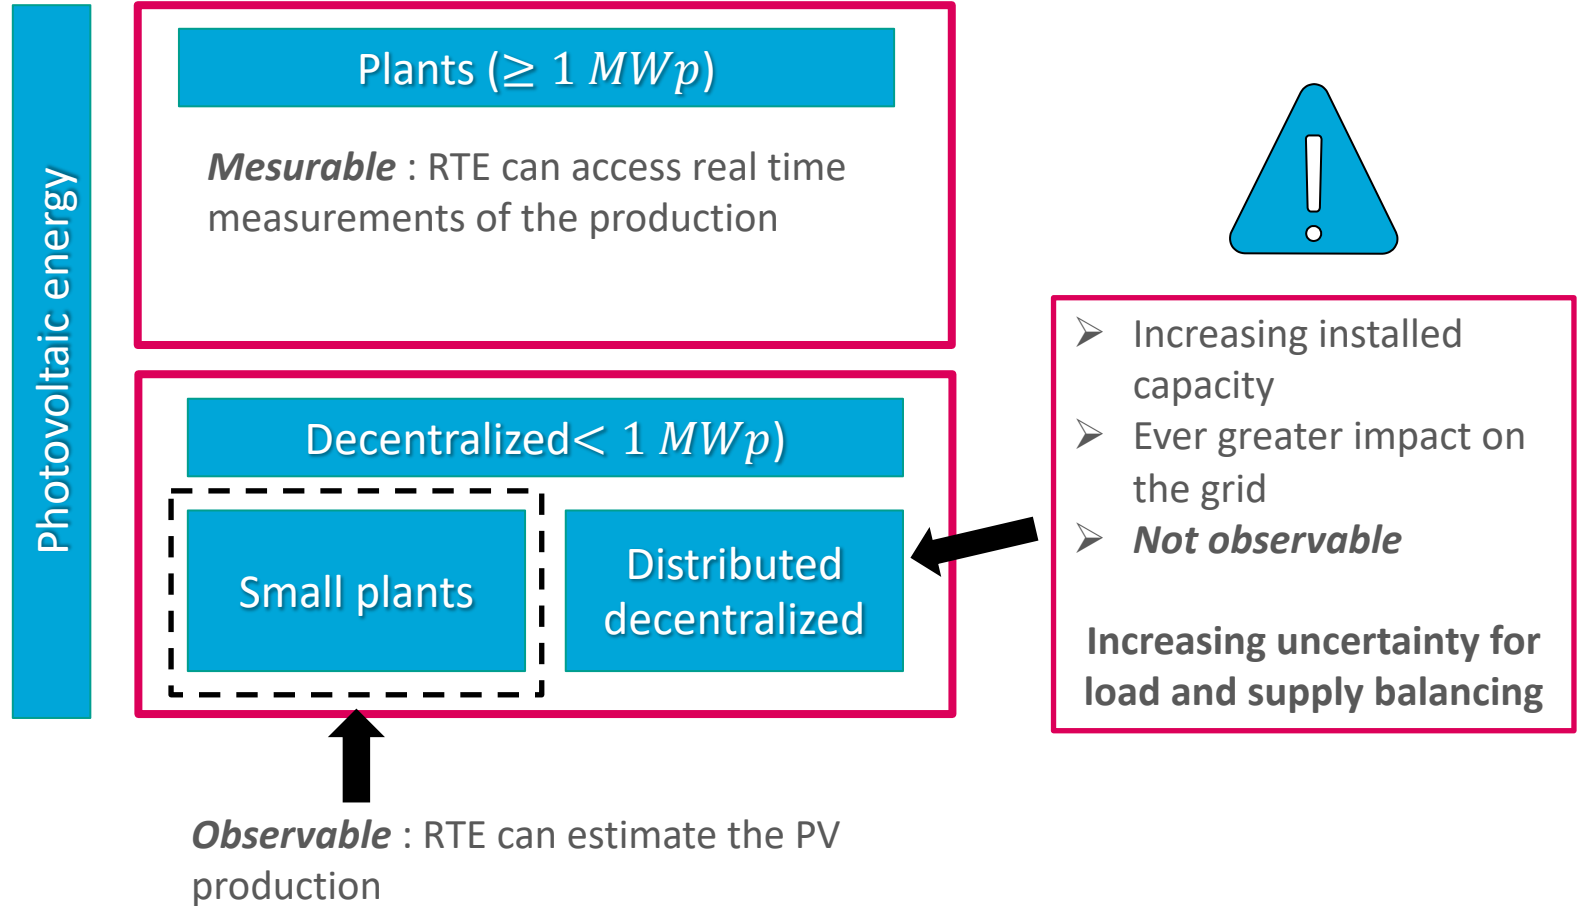 Photovoltaic energy
Plants (≥ 1 MWp)
Mesurable : RTE can access real time
measurements of the production
Decentralized< 1 MWp)
Small plants
Distributed
decentralized
Observable : RTE can estimate the PV
production
➢ Increasing installed
capacity
➢ Ever greater impact on
the grid
➢ Not observable
Increasing uncertainty for
load and supply balancing